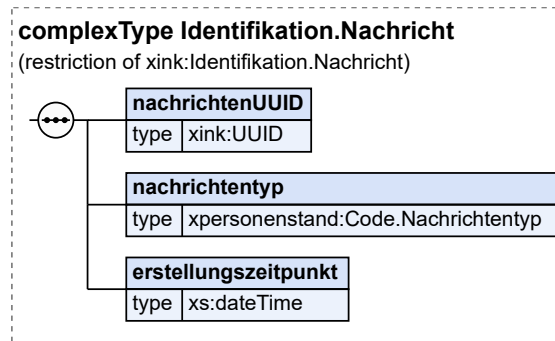 complexType Identifikation.Nachricht
(restriction of xink:Identifikation.Nachricht)
nachrichtenUUID
type xink:UUID
nachrichtentyp
type xpersonenstand:Code.Nachrichtentyp
erstellungszeitpunkt
type xs:dateTime